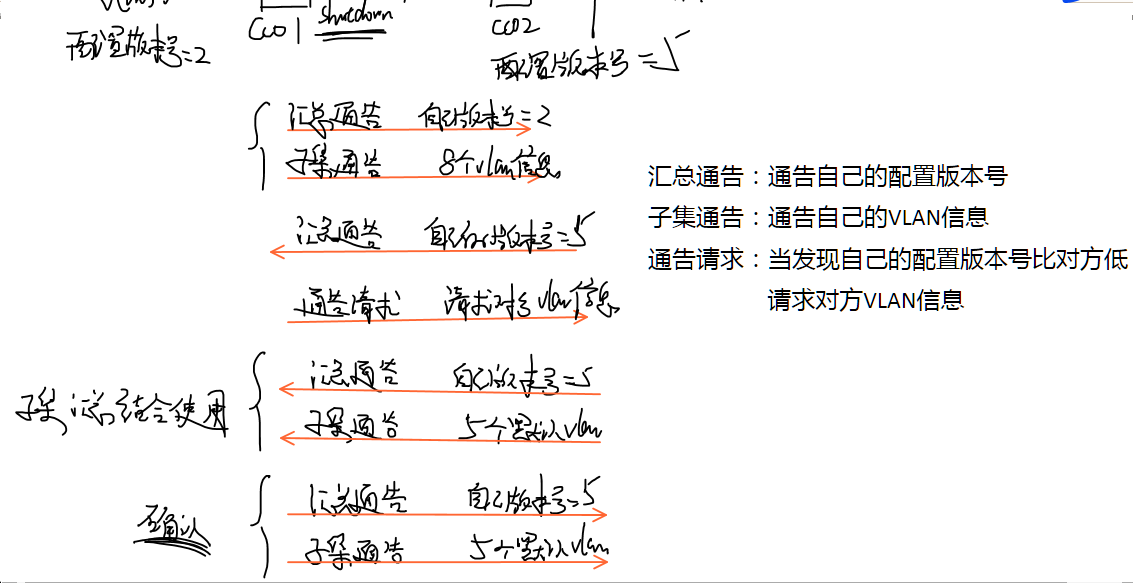 shutdown
CO01
CO02
配置版本号=2
配置版本号=5
汇总通告 自己版本号=2
子集通告 8个vlan信息
汇总通告 自己的版本号=5
通告请求 请求对方vlan信息
汇总通告 自己版本号=5
子集通告 5个默认vlan
子集,汇总结合使用
汇总通告 自己版本号=5
子集通告 5个默认vlan
确认
汇总通告：通告自己的配置版本号
子集通告：通告自己的VLAN信息
通告请求：当发现自己的配置版本号比对方低
请求对方VLAN信息